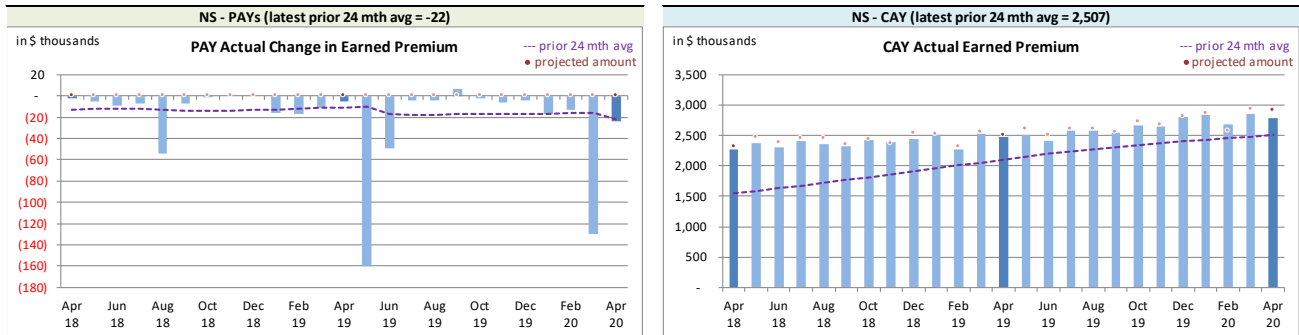 NS - PAYs (latest prior 24 mth avg = -22)
in $ thousands
PAY Actual Change in Earned Premium
--- prior 24 mth avg
• projected amount
20
-
(20)
(40)
(60)
(80)
(100)
(120)
(140)
(160)
(180)
Apr Jun Aug Oct Dec Feb Apr Jun Aug Oct Dec Feb Apr
18 18 18 18 18 19 19 19 19 19 19 20 20
NS - CAY (latest prior 24 mth avg = 2,507)
in $ thousands
CAY Actual Earned Premium
--- prior 24 mth avg
• projected amount
3,500
3,000
2,500
2,000
1,500
1,000
500
-
Apr Jun Aug Oct Dec Feb Apr Jun Aug Oct Dec Feb Apr
18 18 18 18 18 19 19 19 19 19 19 20 20